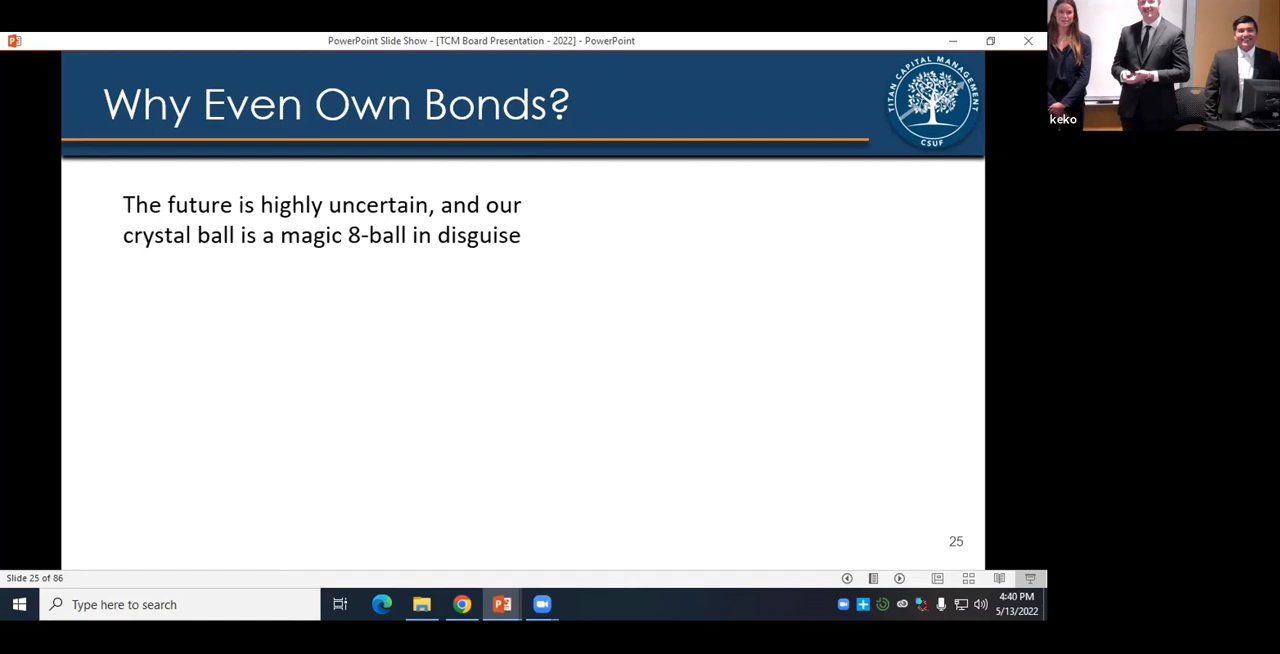 PowerPoint Slide Show - [TCM Board Presentation - 2022] - PowerPoint
Why Even Own Bonds?
TITAN CAPITAL MANAGEMENT
CSUF
keko
The future is highly uncertain, and our
crystal ball is a magic 8-ball in disguise
25
Slide 25 of 86
Type here to search
4:40 PM
5/13/2022